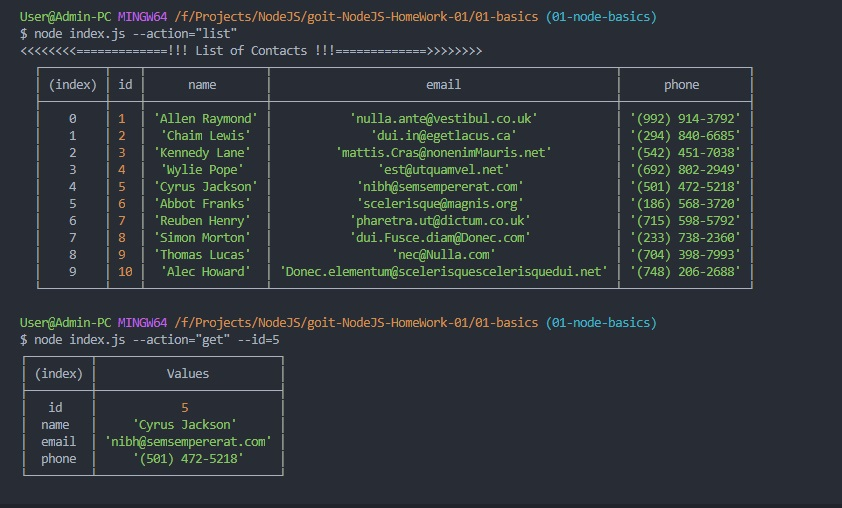 User@Admin-PC MINGW64 /f/Projects/NodeJS/goit-NodeJS-HomeWork-01/01-basics (01-node-basics)
$ node index.js --action="list"
<<<<<<<<=============!!! List of Contacts !!!=============>>>>>>>>
(index) id name email phone
0 1 'Allen Raymond' 'nulla.ante@vestibul.co.uk' '(992) 914-3792'
1 2 'Chaim Lewis' 'dui.in@egetlacus.ca' '(294) 840-6685'
2 3 'Kennedy Lane' 'mattis.Cras@nonenimMauris.net' '(542) 451-7038'
3 4 'Wylie Pope' 'est@utquamvel.net' '(692) 802-2949'
4 5 'Cyrus Jackson' 'nibh@semsempererat.com' '(501) 472-5218'
5 6 'Abbot Franks' 'scelerisque@magnis.org' '(186) 568-3720'
6 7 'Reuben Henry' 'pharetra.ut@dictum.co.uk' '(715) 598-5792'
7 8 'Simon Morton' 'dui.Fusce.diam@Donec.com' '(233) 738-2360'
8 9 'Thomas Lucas' 'nec@Nulla.com' '(704) 398-7993'
9 10 'Alec Howard' 'Donec.elementum@scelerisquescelerisquedui.net' '(748) 206-2688'
User@Admin-PC MINGW64 /f/Projects/NodeJS/goit-NodeJS-HomeWork-01/01-basics (01-node-basics)
$ node index.js --action="get" --id=5
(index) Values
id 5
name 'Cyrus Jackson'
email 'nibh@semsempererat.com'
phone '(501) 472-5218'